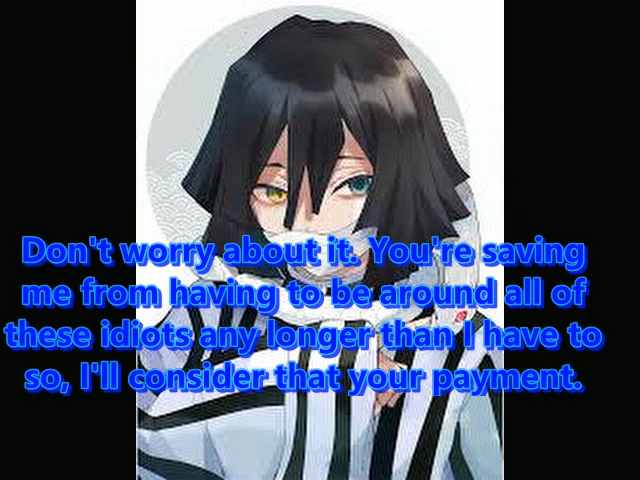 Don't worry about it. You're saving
me from having to be around all of
these idiots any longer than I have to
so, I'll consider that your payment.